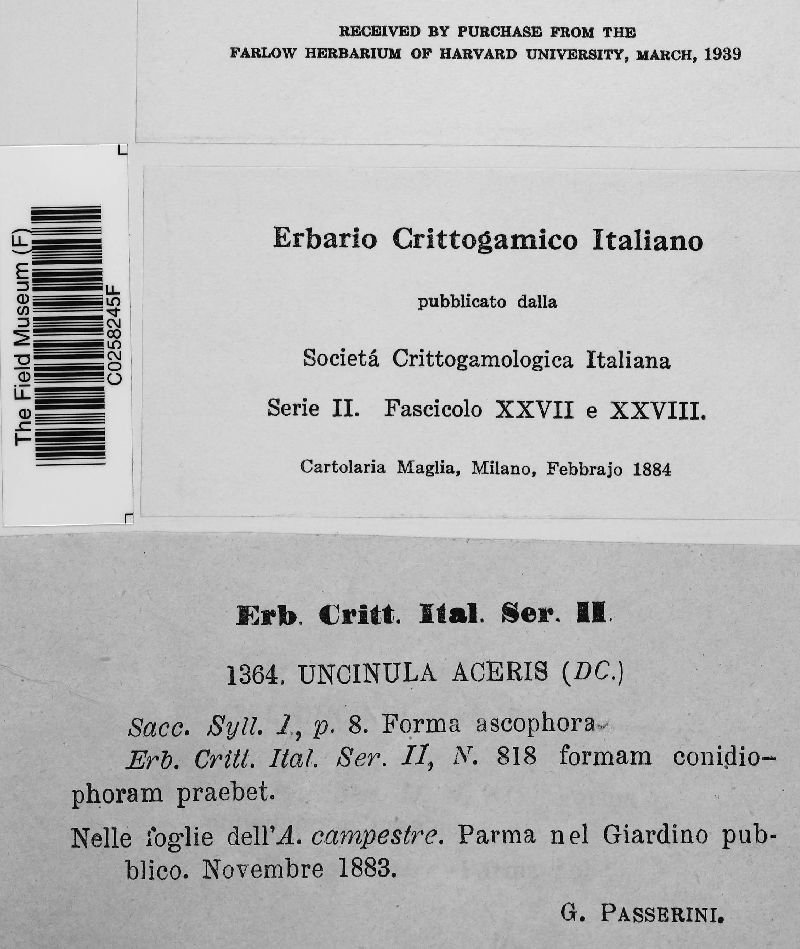 RECEIVED BY PURCHASE FROM THE
FARLOW HERBARIUM OF HARVARD UNIVERSITY, MARCH, 1939
The Field Museum (F)
C0258245F
Erbario Crittogamico Italiano
pubblicato dalla
Societá Crittogamologica Italiana
Serie II. Fascicolo XXVII e XXVIII.
Cartolaria Maglia, Milano, Febbrajo 1884
Erb. Critt. Ital. Ser. II.
1364. UNCINULA ACERIS (DC.)
Sacc. Syll. 1, p. 8. Forma ascophora
Erb. Critt. Ital. Ser. II, N. 818 formam conidio-
phoram praebet.
Nelle foglie dell'A. campestre. Parma nel Giardino pub-
blico. Novembre 1883.
G. PASSERINI.